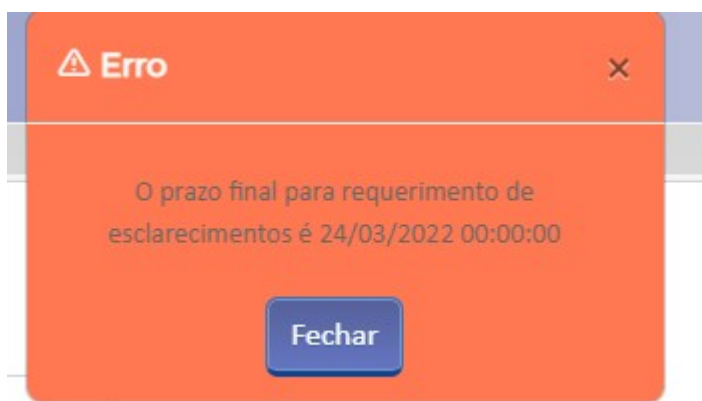 Erro
×
O prazo final para requerimento de
esclarecimentos é 24/03/2022 00:00:00
Fechar